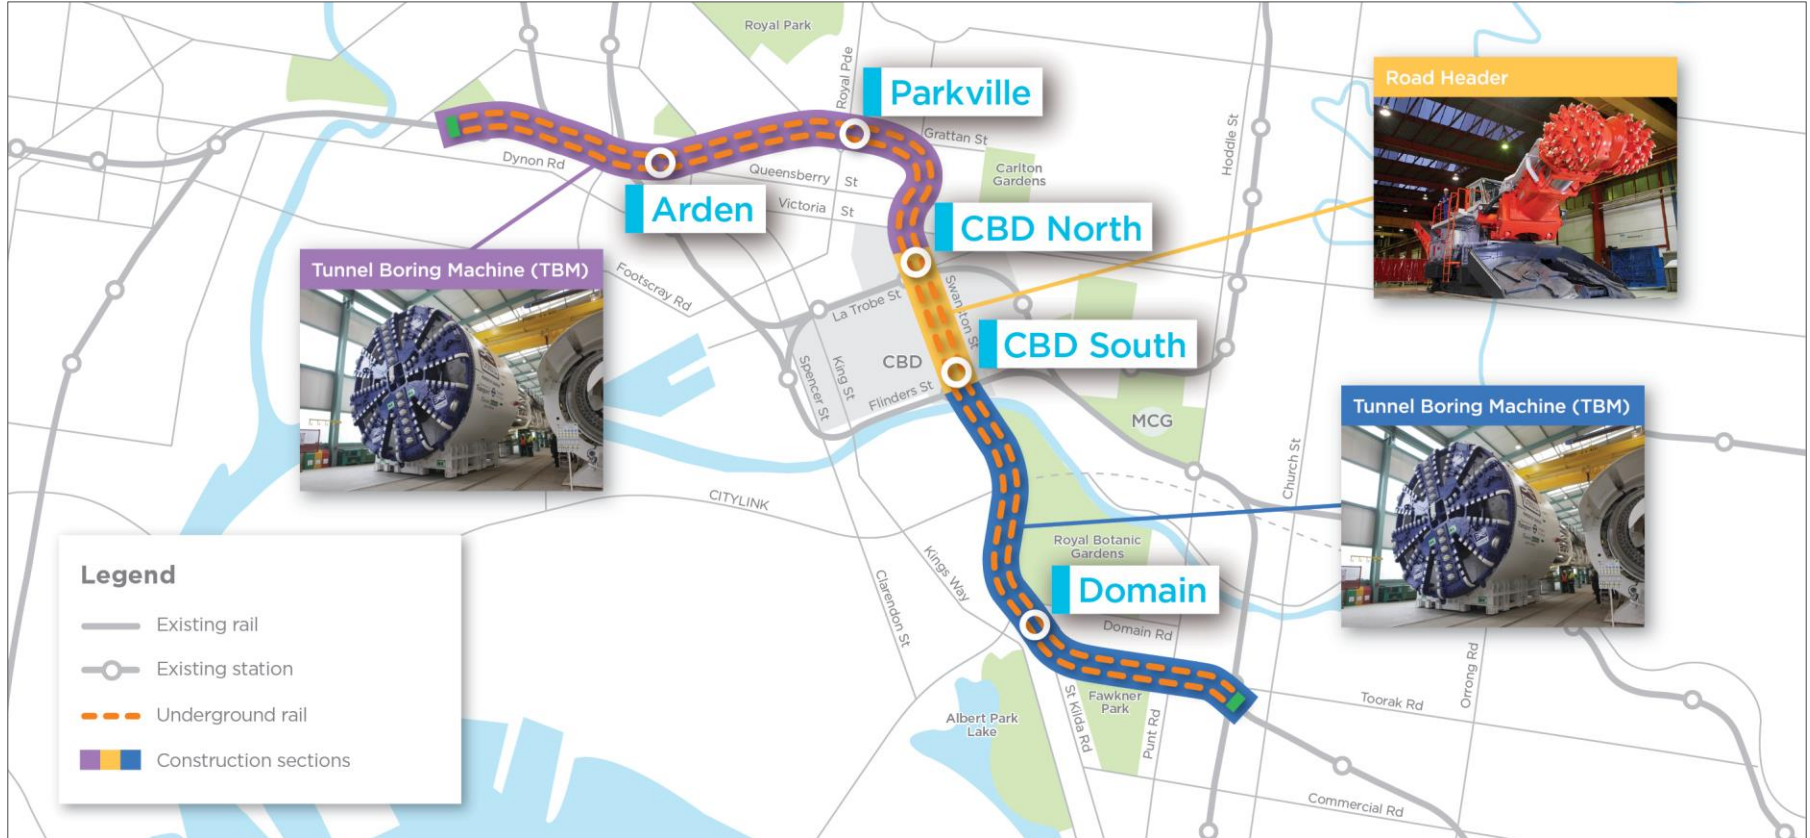 Royal Park
Royal Pde
Parkville
Grattan St
Hoddle St
Road Header
Dynon Rd
Queensberry St
Carlton
Gardens
Arden
Victoria St
CBD North
Tunnel Boring Machine (TBM)
Footscray Rd
La Trobe St
Swanston St
CBD South
CBD
Spencer St
King St
Flinders St
MCG
Tunnel Boring Machine (TBM)
Church St
CITYLINK
Royal Botanic
Gardens
Kings Way
Clarendon St
Domain
Domain Rd
Orrong Rd
Toorak Rd
Fawkner
Park
Albert Park
Lake
St Kilda Rd
Punt Rd
Commercial Rd
Legend
Existing rail
Existing station
Underground rail
Construction sections